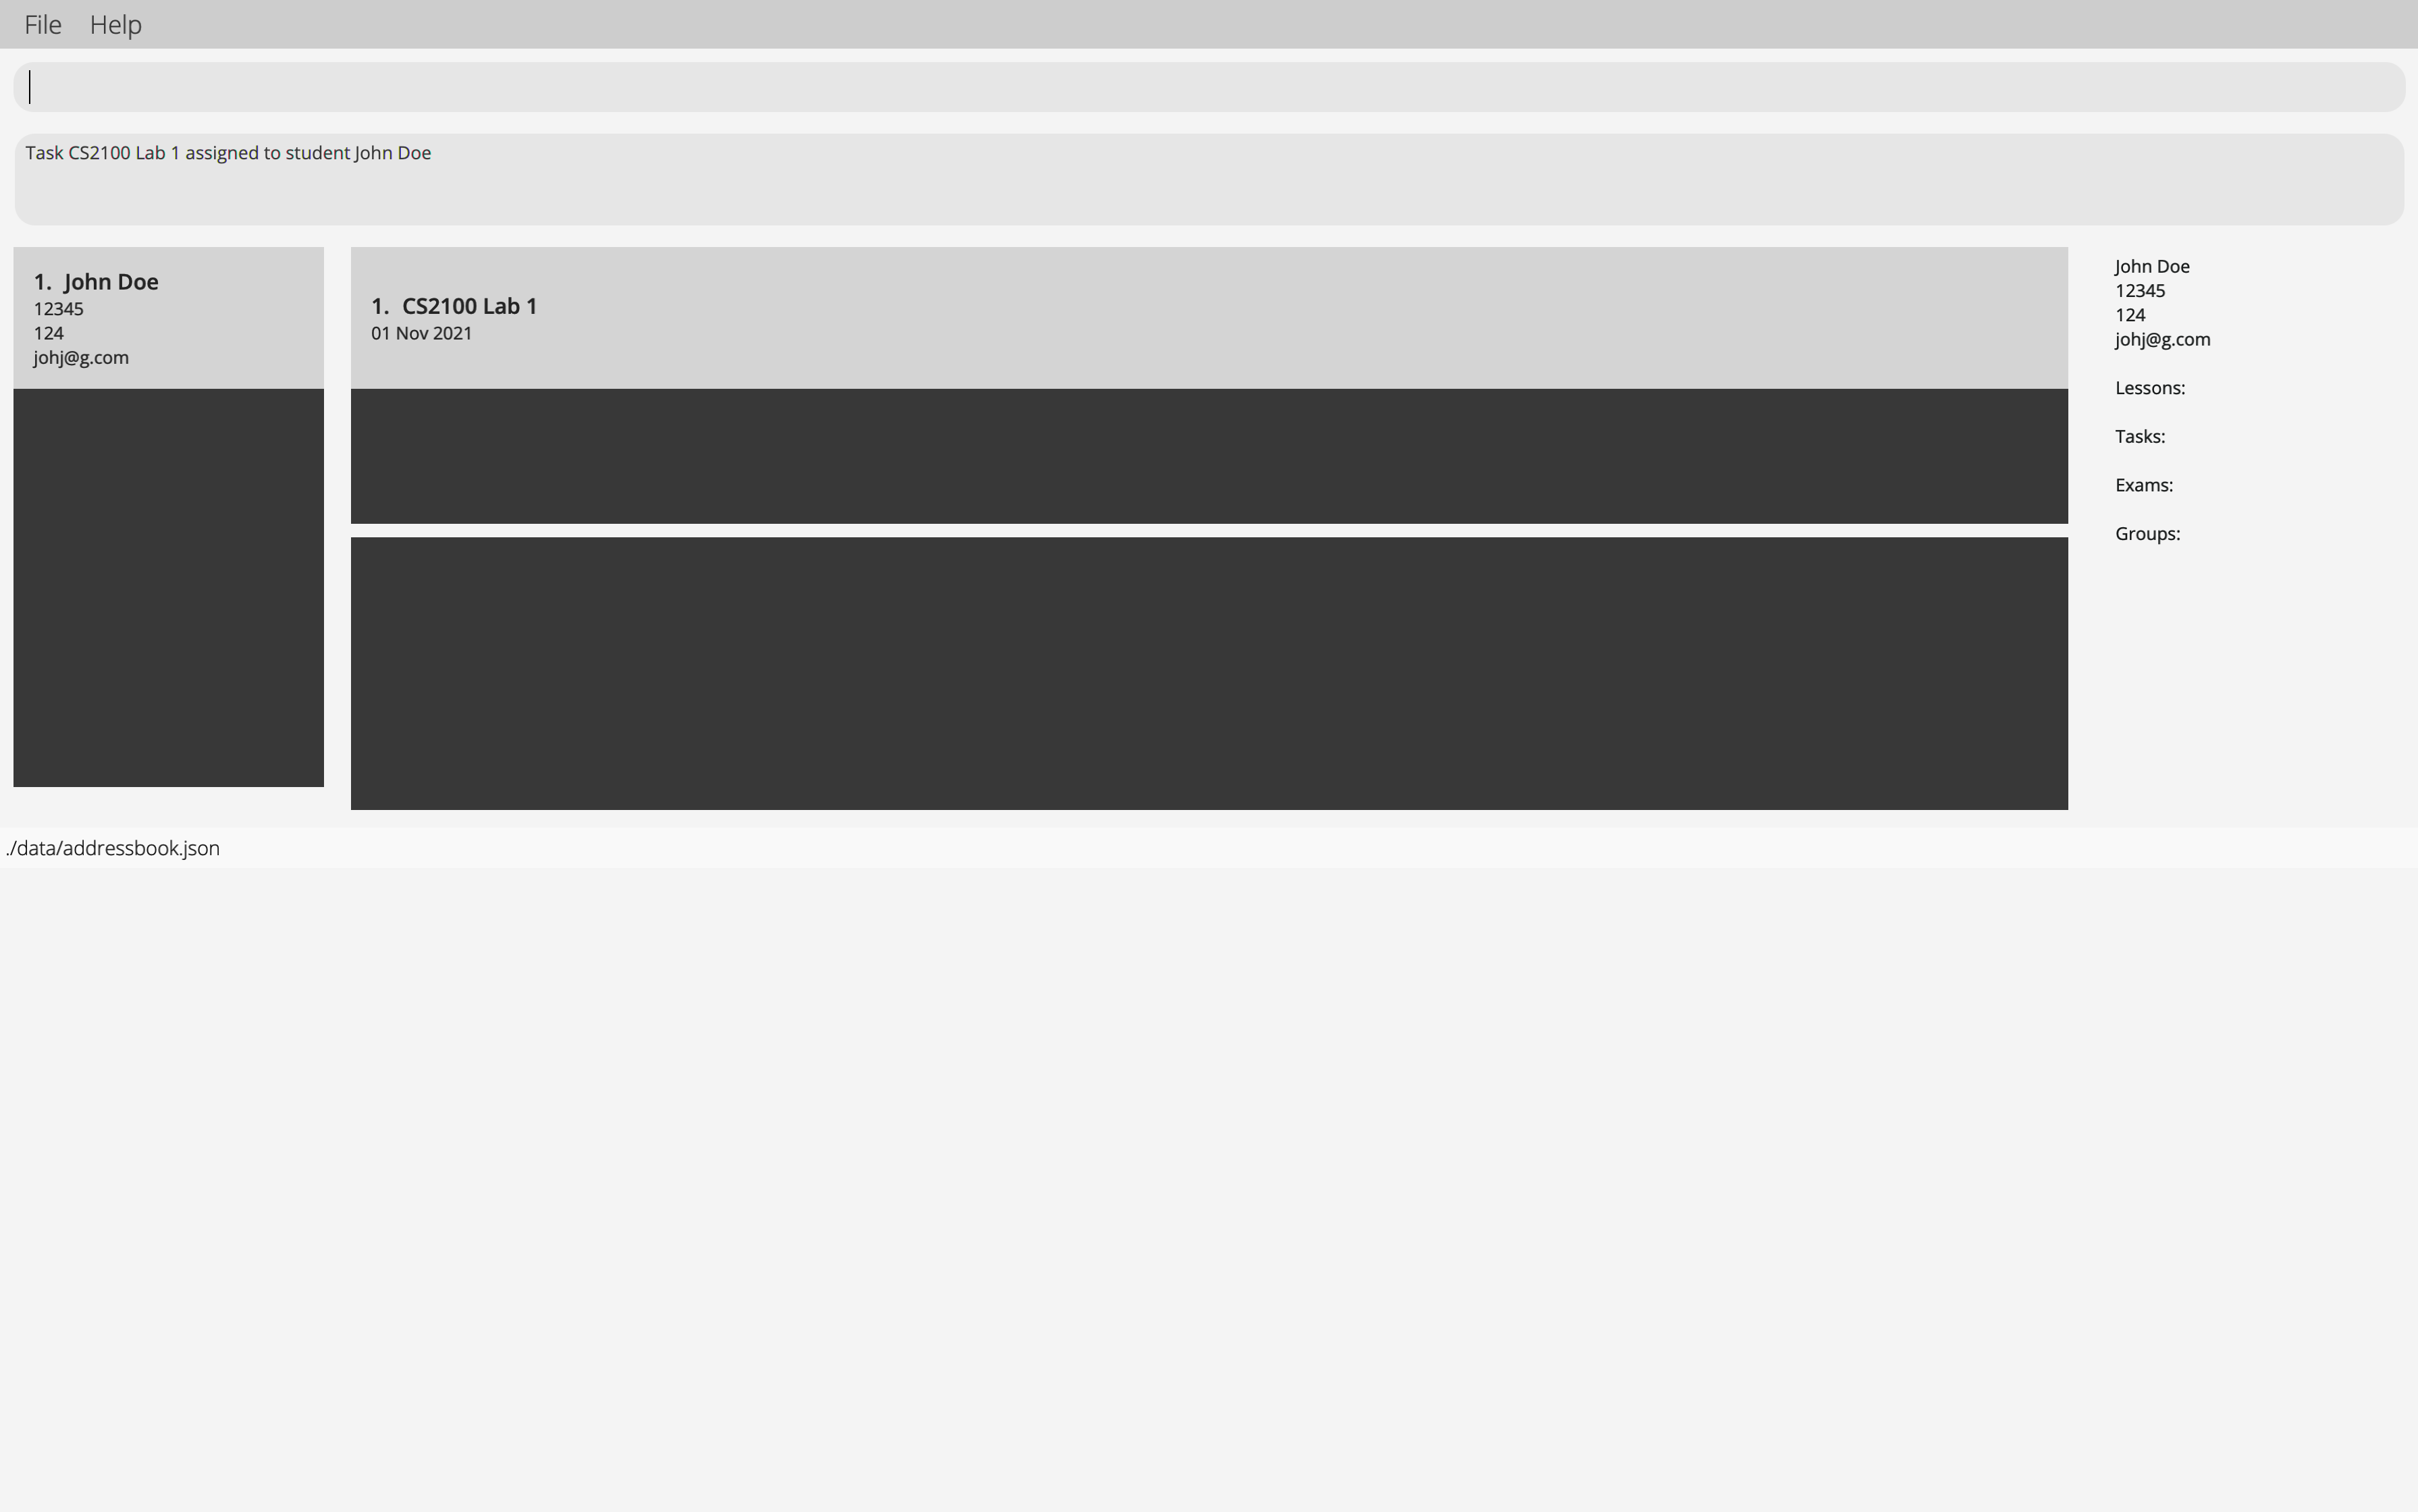 File Help
Task CS2100 Lab 1 assigned to student John Doe
1. John Doe
12345
124
johj@g.com
1. CS2100 Lab 1
01 Nov 2021
John Doe
12345
124
johj@g.com
Lessons:
Tasks:
Exams:
Groups:
./data/addressbook.json